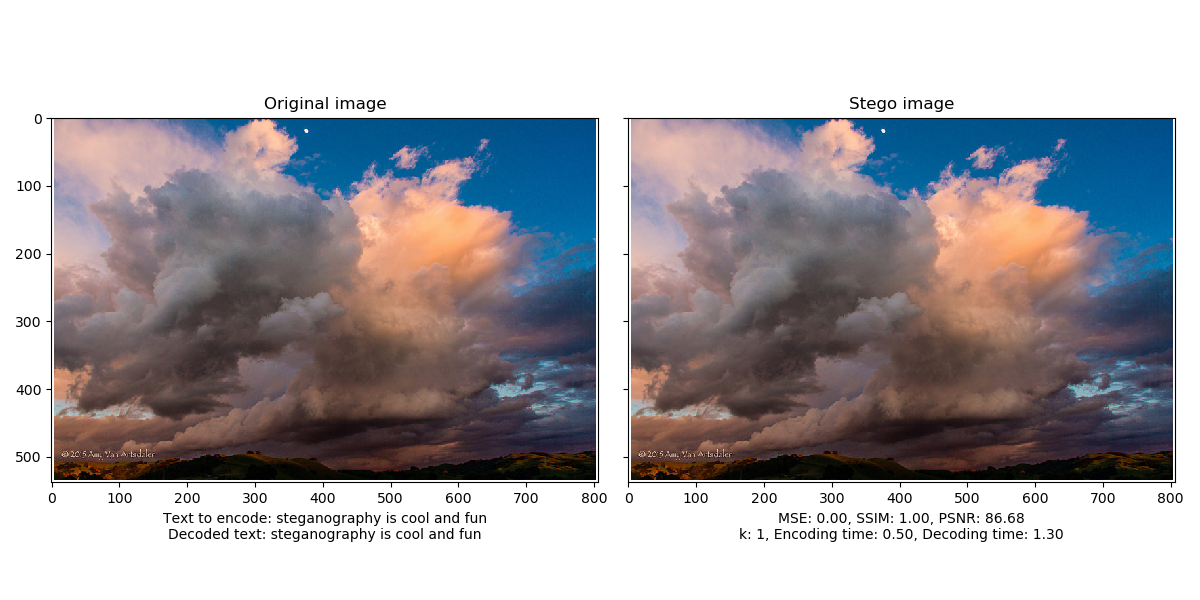 Original image
Stego image
0
100
200
300
400
500
0 100 200 300 400 500 600 700 800
0 100 200 300 400 500 600 700 800
Text to encode: steganography is cool and fun
Decoded text: steganography is cool and fun
MSE: 0.00, SSIM: 1.00, PSNR: 86.68
k: 1, Encoding time: 0.50, Decoding time: 1.30